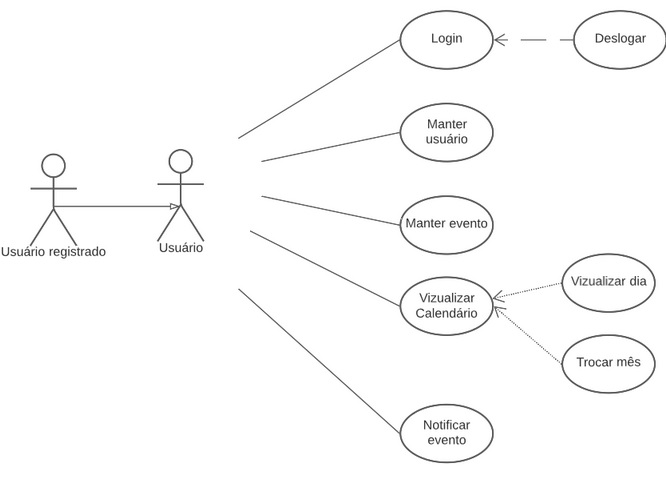 Login
Deslogar
Manter
usuário
Usuário registrado
Usuário
Manter evento
Vizualizar
Calendário
Vizualizar dia
Trocar mês
Notificar
evento